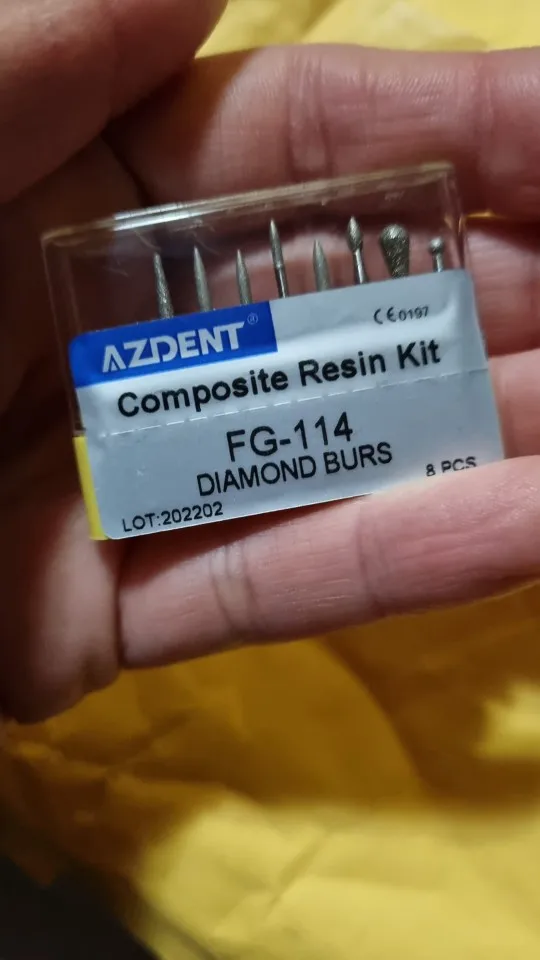 AZDENT®
CE0197
Composite Resin Kit
FG-114
DIAMOND BURS
8 PCS
LOT:202202